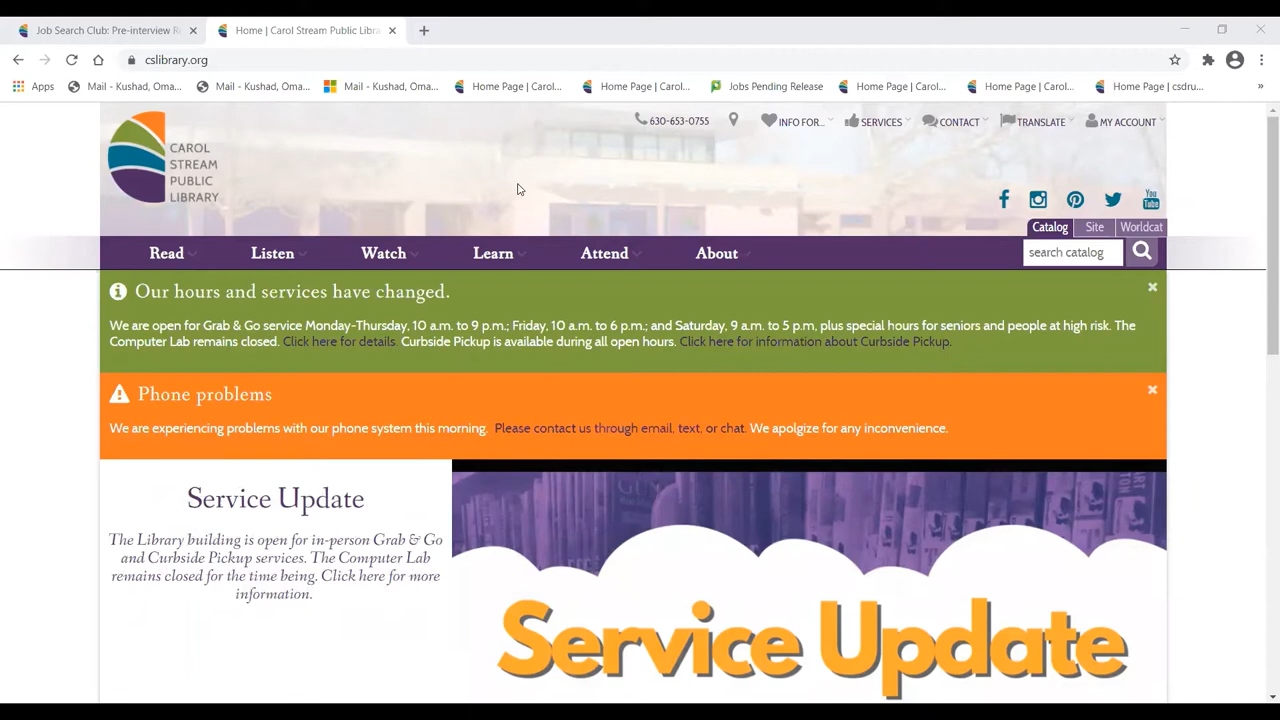 Job Search Club: Pre-interview R
Home | Carol Stream Public Libra
cslibrary.org
Apps
Mail - Kushad, Oma...
Mail - Kushad, Oma...
Mail - Kushad, Oma...
Home Page | Carol...
Home Page | Carol...
Jobs Pending Release
Home Page | Carol...
Home Page | Carol...
Home Page | csdru...
»
CAROL
STREAM
PUBLIC
LIBRARY
630-653-0755
INFO FOR...
SERVICES
CONTACT
TRANSLATE
MY ACCOUNT
You
Tube
Catalog
Site
Worldcat
Read
Listen
Watch
Learn
Attend
About
search catalog
Our hours and services have changed.
We are open for Grab & Go service Monday-Thursday, 10 a.m. to 9 p.m.; Friday, 10 a.m. to 6 p.m.; and Saturday, 9 a.m. to 5 p.m, plus special hours for seniors and people at high risk. The
Computer Lab remains closed. Click here for details. Curbside Pickup is available during all open hours. Click here for information about Curbside Pickup.
Phone problems
We are experiencing problems with our phone system this morning. Please contact us through email, text, or chat. We apolgize for any inconvenience.
Service Update
The Library building is open for in-person Grab & Go
and Curbside Pickup services. The Computer Lab
remains closed for the time being. Click here for more
information.
Service Update